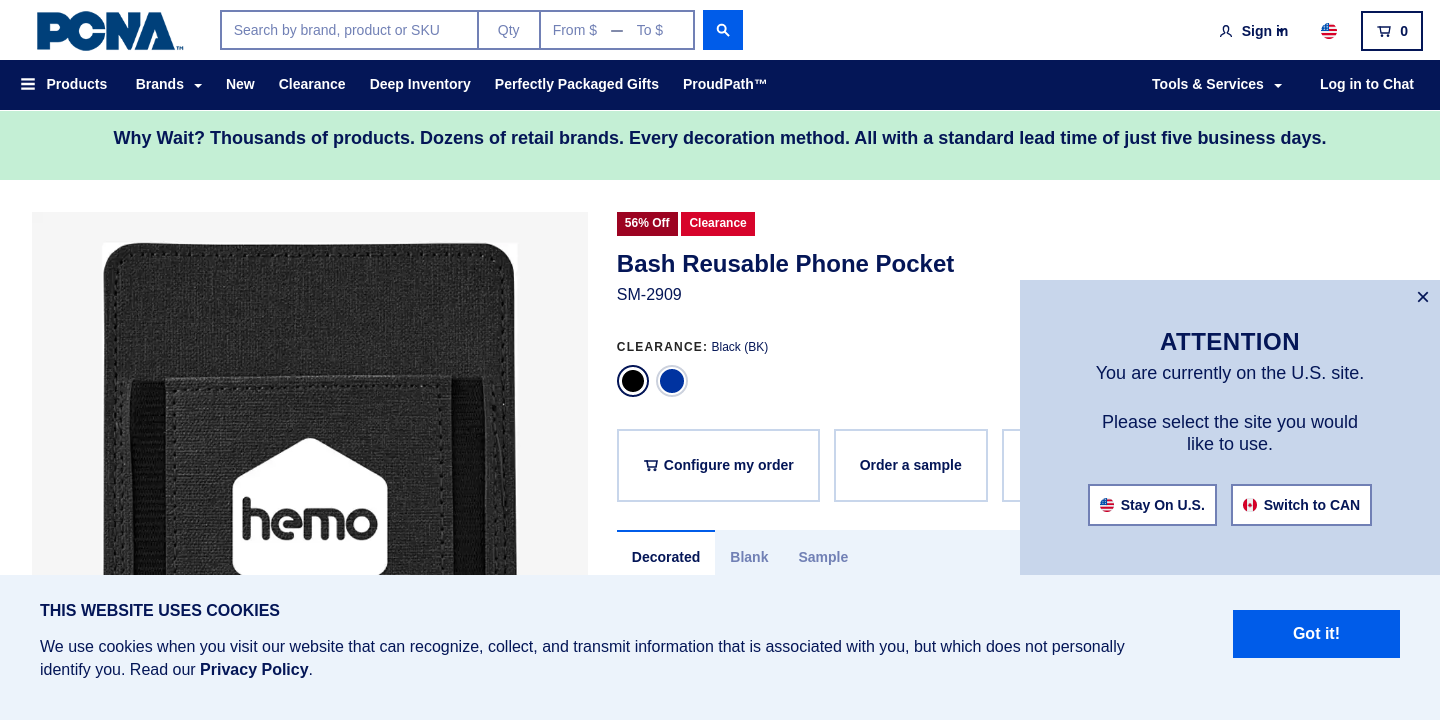 PCNA™
Search by brand, product or SKU
Qty
From $ — To $
Sign in
0
Products
Brands
New
Clearance
Deep Inventory
Perfectly Packaged Gifts
ProudPath™
Tools & Services
Log in to Chat
Why Wait? Thousands of products. Dozens of retail brands. Every decoration method. All with a standard lead time of just five business days.
hemo
56% Off
Clearance
Bash Reusable Phone Pocket
SM-2909
CLEARANCE: Black (BK)
Configure my order
Order a sample
Decorated
Blank
Sample
×
ATTENTION
You are currently on the U.S. site.
Please select the site you would
like to use.
Stay On U.S.
Switch to CAN
THIS WEBSITE USES COOKIES
We use cookies when you visit our website that can recognize, collect, and transmit information that is associated with you, but which does not personally
identify you. Read our Privacy Policy.
Got it!